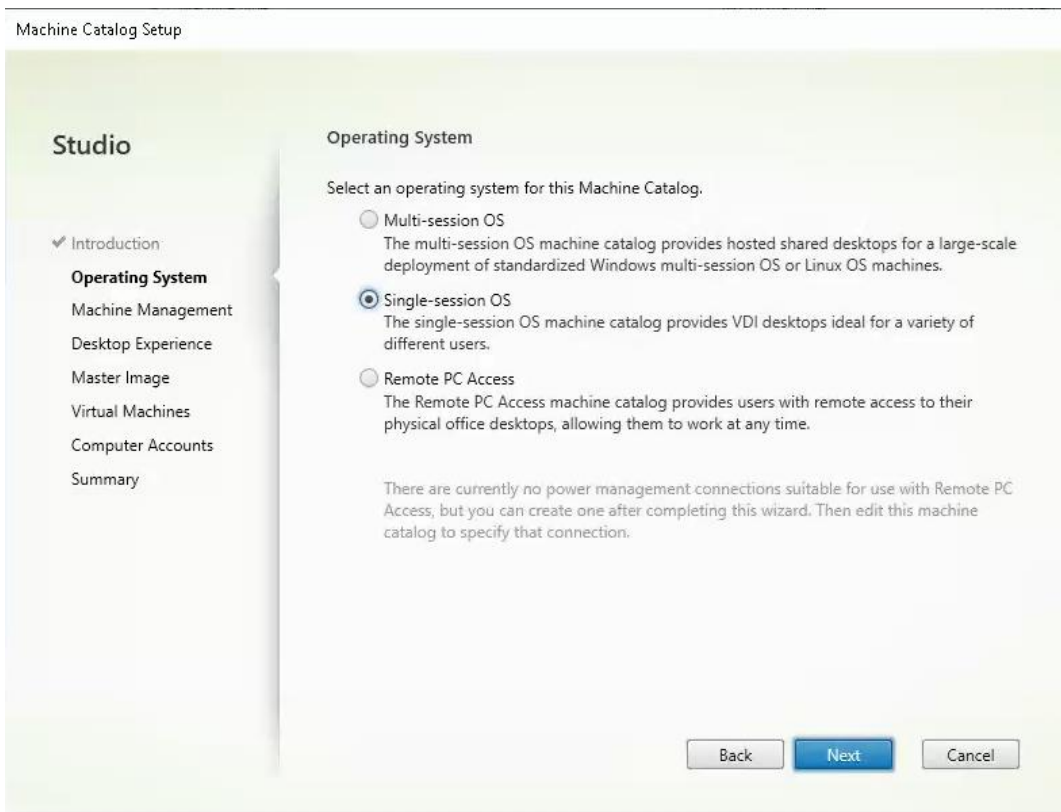 Machine Catalog Setup
Studio
✔ Introduction
Operating System
Machine Management
Desktop Experience
Master Image
Virtual Machines
Computer Accounts
Summary
Operating System
Select an operating system for this Machine Catalog.
Multi-session OS
The multi-session OS machine catalog provides hosted shared desktops for a large-scale
deployment of standardized Windows multi-session OS or Linux OS machines.
Single-session OS
The single-session OS machine catalog provides VDI desktops ideal for a variety of
different users.
Remote PC Access
The Remote PC Access machine catalog provides users with remote access to their
physical office desktops, allowing them to work at any time.
There are currently no power management connections suitable for use with Remote PC
Access, but you can create one after completing this wizard. Then edit this machine
catalog to specify that connection.
Back
Next
Cancel